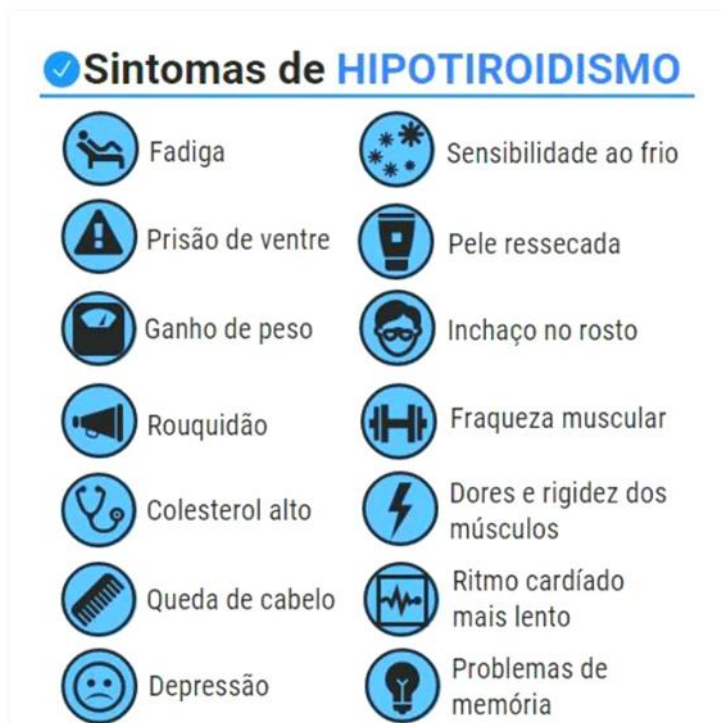 Sintomas de HIPOTIROIDISMO
Fadiga
Sensibilidade ao frio
Prisão de ventre
Pele ressecada
Ganho de peso
Inchaço no rosto
Rouquidão
Fraqueza muscular
Colesterol alto
Dores e rigidez dos
músculos
Queda de cabelo
Ritmo cardíado
mais lento
Depressão
Problemas de
memória